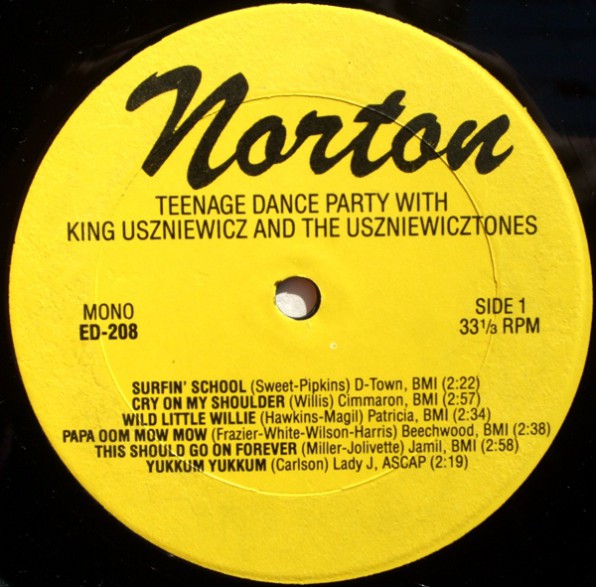 Norton
TEENAGE DANCE PARTY WITH
KING USZNIEWICZ AND THE USZNIEWICZTONES
MONO
ED-208
SIDE 1
33⅓ RPM
SURFIN' SCHOOL (Sweet-Pipkins) D-Town, BMI (2:22)
CRY ON MY SHOULDER (Willis) Cimmaron, BMI (2:57)
WILD LITTLE WILLIE (Hawkins-Magil) Patricia, BMI (2:34)
PAPA OOM MOW MOW (Frazier-White-Wilson-Harris) Beechwood, BMI (2:38)
THIS SHOULD GO ON FOREVER (Miller-Jolivette) Jamil, BMI (2:58)
YUKKUM YUKKUM (Carlson) Lady J, ASCAP (2:19)